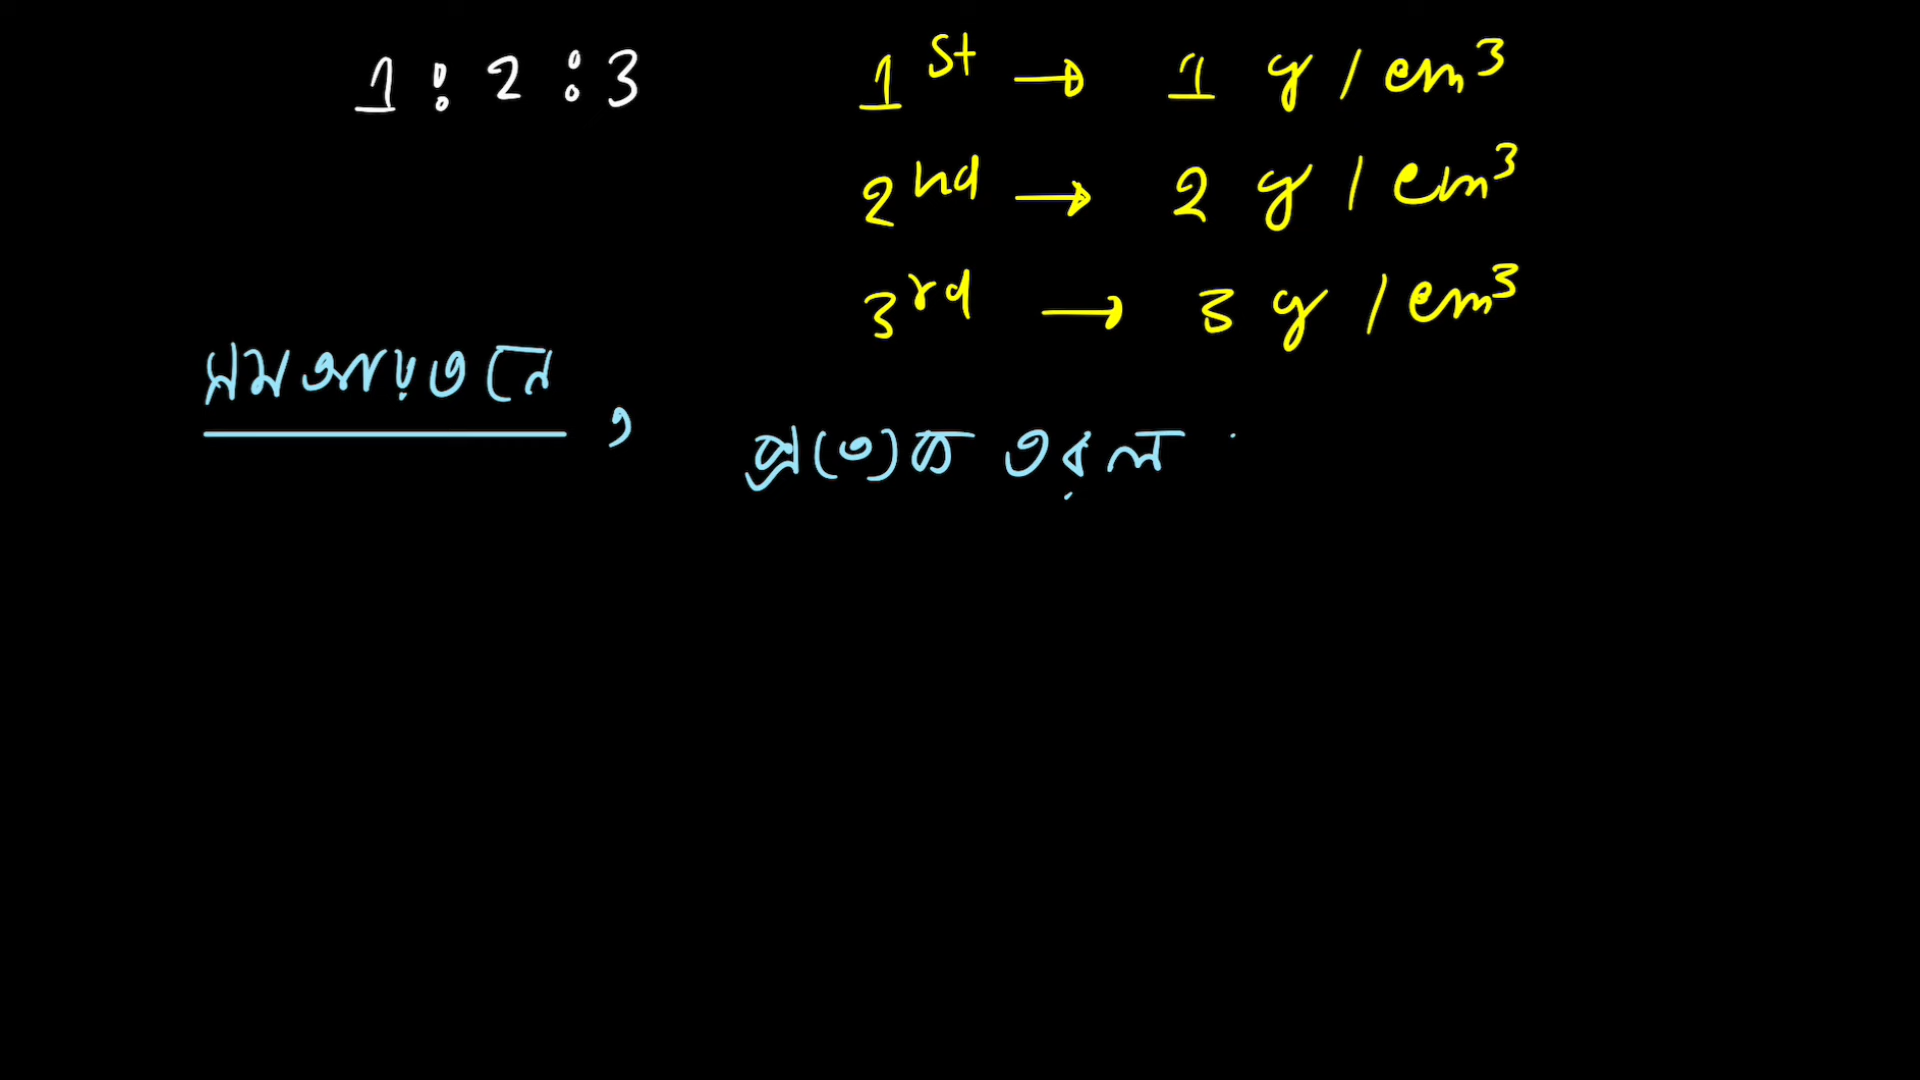 1 : 2 : 3
1st → 1 g / cm³
2nd → 2 g / cm³
3rd → 3 g / cm³
সমআয়তনে ,
প্রতেক তরল